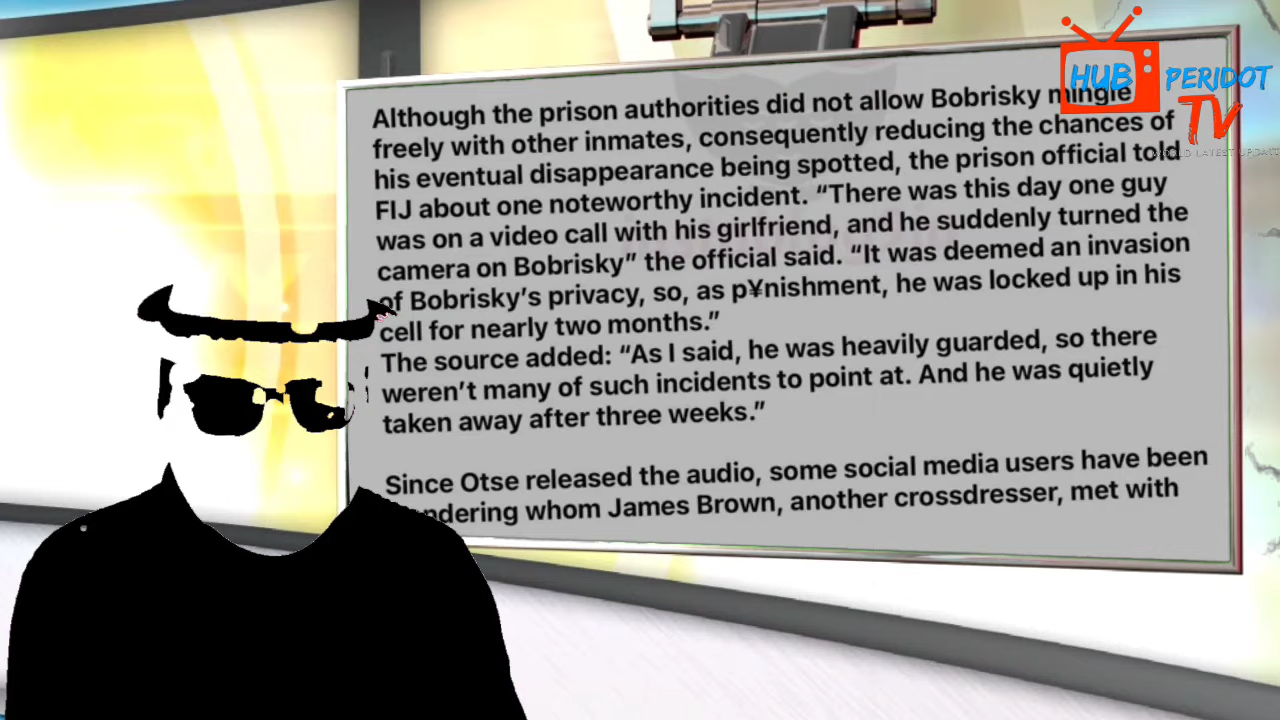 HUB PERIDOT
TV
WORLD LATEST UPDATE
Although the prison authorities did not allow Bobrisky mingle
freely with other inmates, consequently reducing the chances of
his eventual disappearance being spotted, the prison official told
FIJ about one noteworthy incident. “There was this day one guy
was on a video call with his girlfriend, and he suddenly turned the
camera on Bobrisky” the official said. “It was deemed an invasion
of Bobrisky’s privacy, so, as p¥nishment, he was locked up in his
cell for nearly two months.”
The source added: “As I said, he was heavily guarded, so there
weren’t many of such incidents to point at. And he was quietly
taken away after three weeks.”
Since Otse released the audio, some social media users have been
whom James Brown, another crossdresser, met with